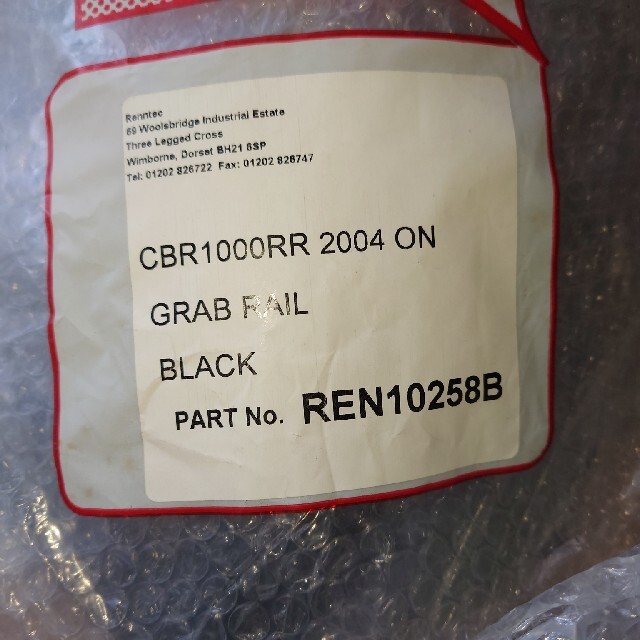 Renntec
69 Woolsbridge Industrial Estate
Three Legged Cross
Wimborne, Dorset BH21 6SP
Tel: 01202 826722 Fax: 01202 826747
CBR1000RR 2004 ON
GRAB RAIL
BLACK
PART No. REN10258B